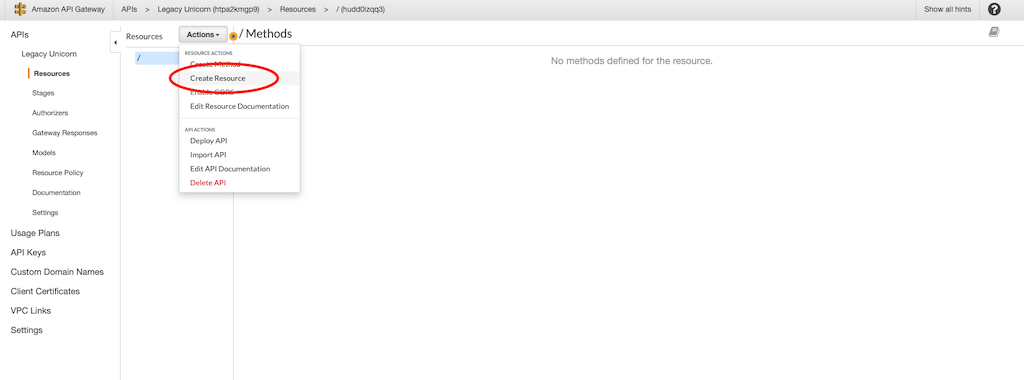 Amazon API Gateway APIs > Legacy Unicorn (htpa2kmgp9) > Resources > / (hudd0izqq3) Show all hints ?
APIs
Legacy Unicorn
Resources
Stages
Authorizers
Gateway Responses
Models
Resource Policy
Documentation
Settings
Usage Plans
API Keys
Custom Domain Names
Client Certificates
VPC Links
Settings
Resources Actions / Methods
/
RESOURCE ACTIONS
Create Method
Create Resource
Enable CORS
Edit Resource Documentation
API ACTIONS
Deploy API
Import API
Edit API Documentation
Delete API
No methods defined for the resource.